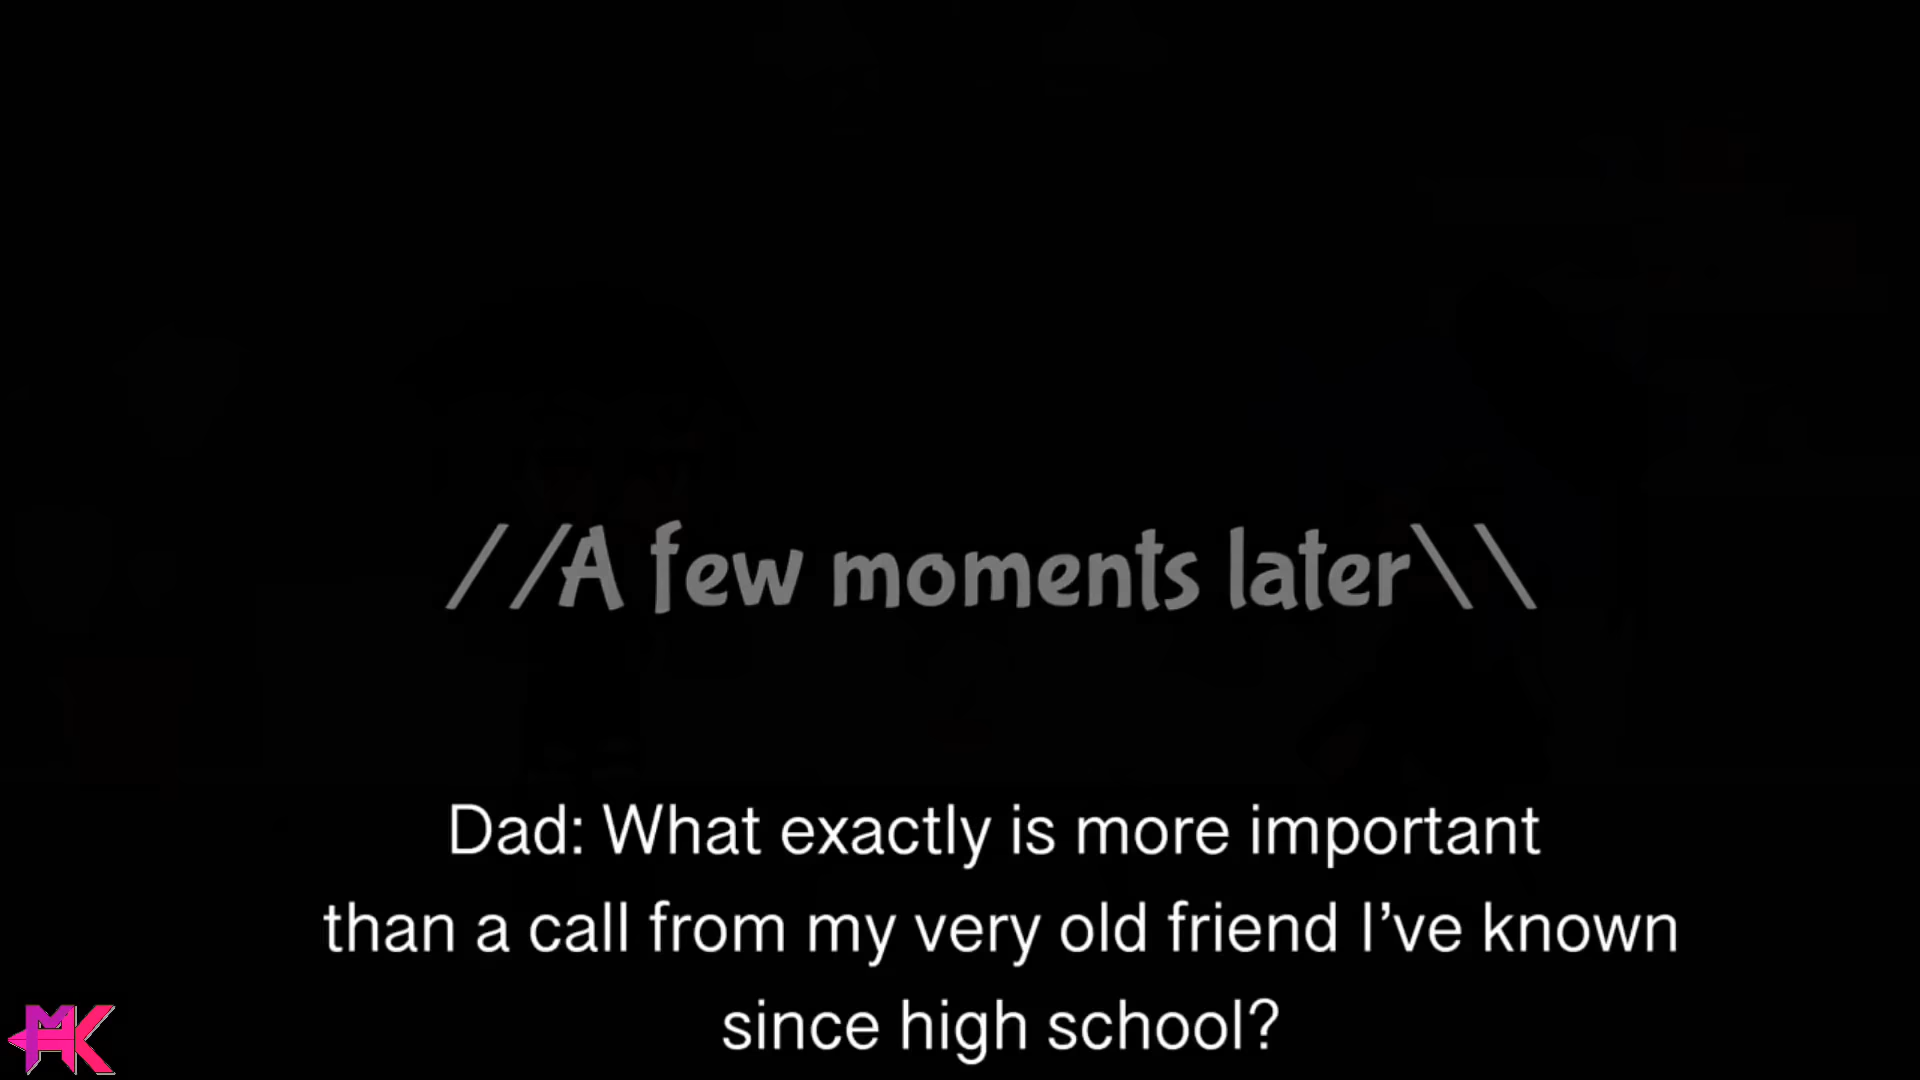 //A few moments later\\
Dad: What exactly is more important
than a call from my very old friend I’ve known
since high school?
MK